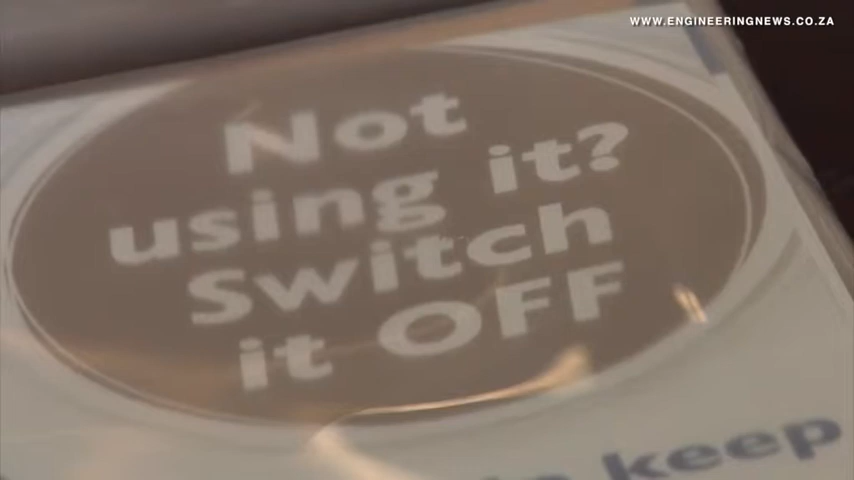 WWW.ENGINEERINGNEWS.CO.ZA
Not
using it?
Switch
it OFF
keep